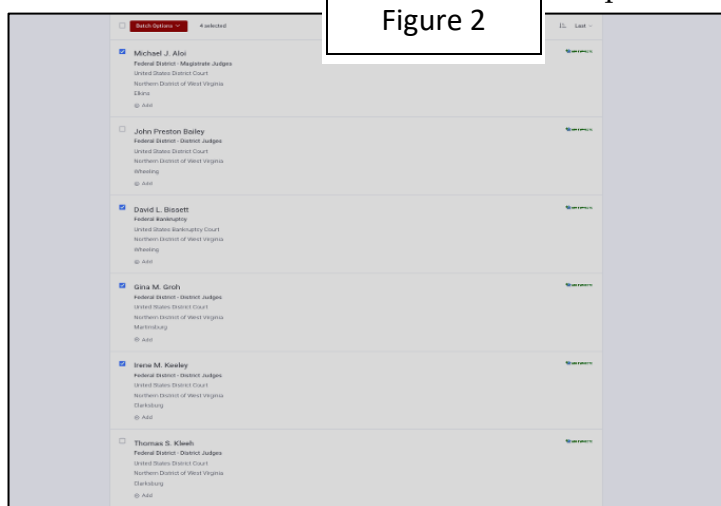 Figure 2
Batch Options
4 selected
Last
Michael J. Aloi
Federal District - Magistrate Judges
United States District Court
Northern District of West Virginia
Elkins
Add
John Preston Bailey
Federal District - District Judges
United States District Court
Northern District of West Virginia
Wheeling
Add
David L. Bissett
Federal Bankruptcy
United States Bankruptcy Court
Northern District of West Virginia
Wheeling
Add
Gina M. Groh
Federal District - District Judges
United States District Court
Northern District of West Virginia
Martinsburg
Add
Irene M. Keeley
Federal District - District Judges
United States District Court
Northern District of West Virginia
Clarksburg
Add
Thomas S. Kleeh
Federal District - District Judges
United States District Court
Northern District of West Virginia
Clarksburg
Add